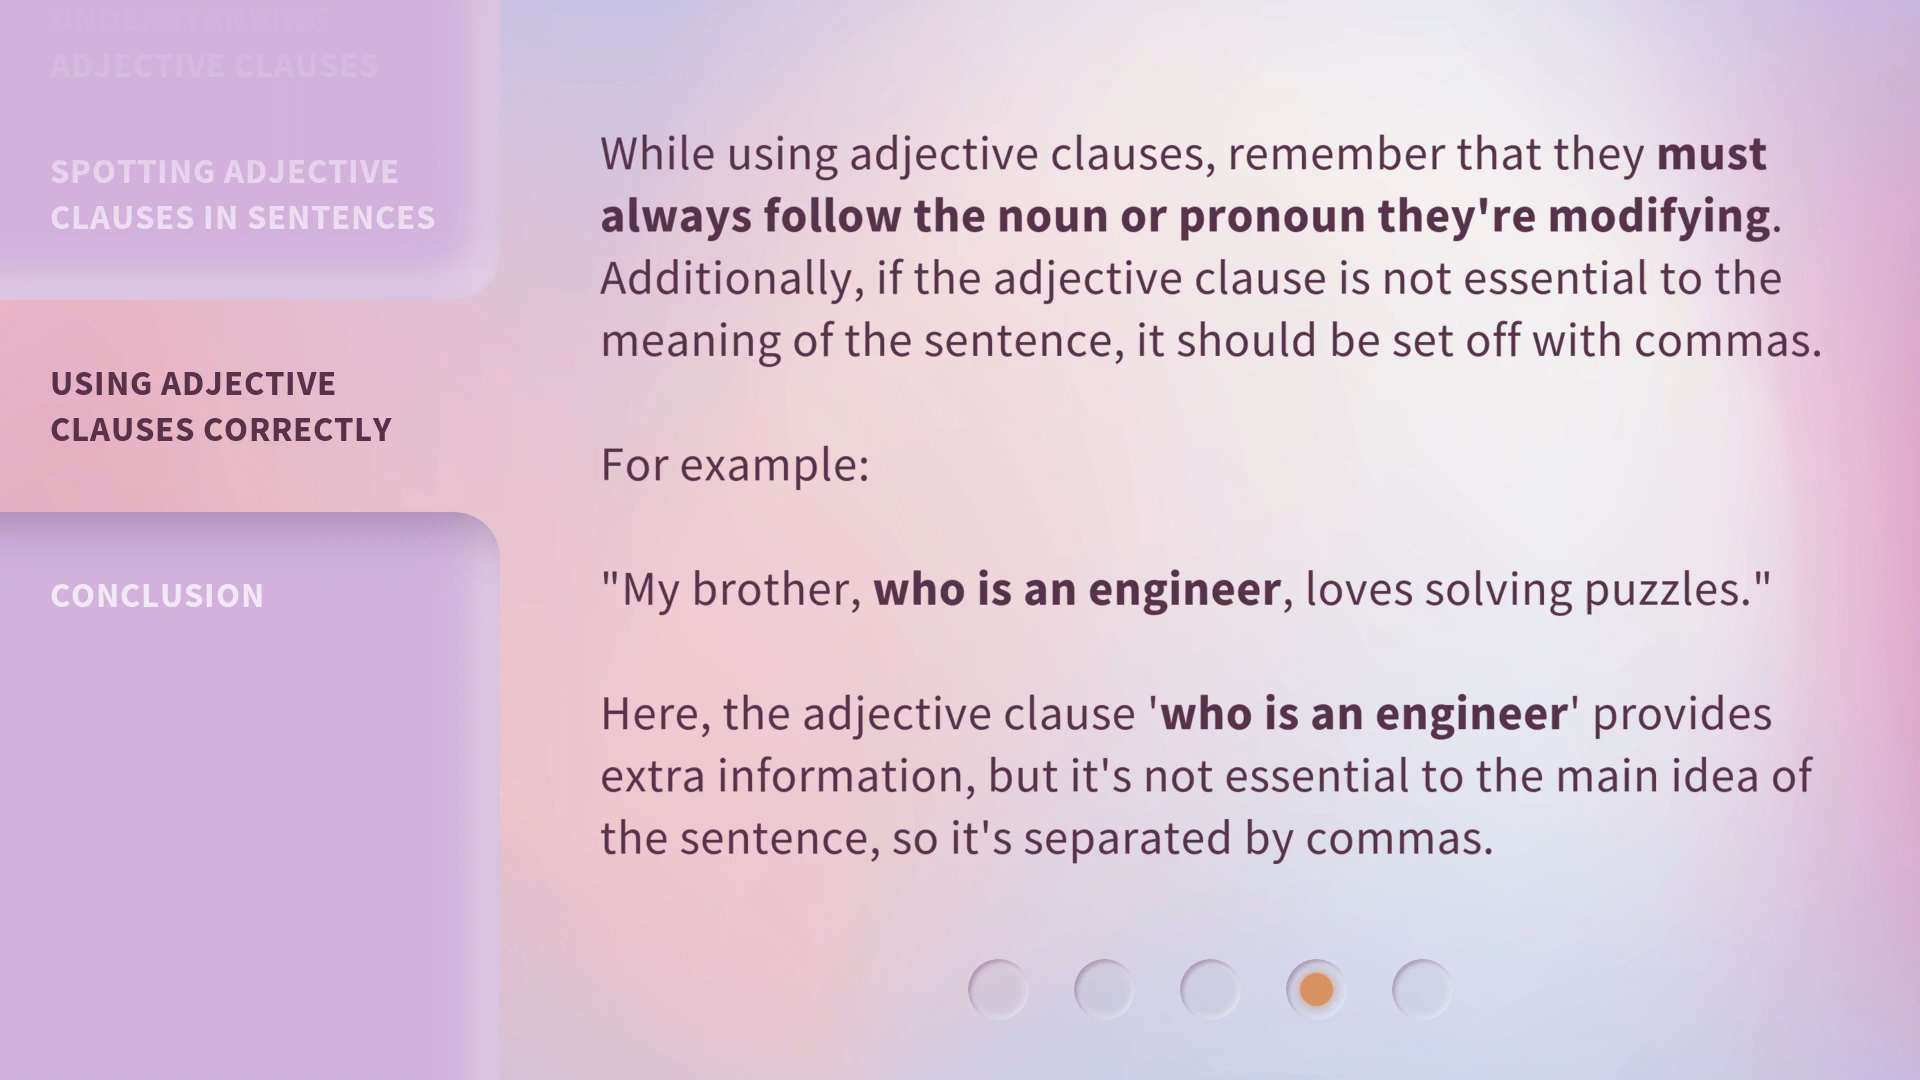 UNDERSTANDING
ADJECTIVE CLAUSES
SPOTTING ADJECTIVE
CLAUSES IN SENTENCES
USING ADJECTIVE
CLAUSES CORRECTLY
CONCLUSION
While using adjective clauses, remember that they must
always follow the noun or pronoun they're modifying.
Additionally, if the adjective clause is not essential to the
meaning of the sentence, it should be set off with commas.
For example:
"My brother, who is an engineer, loves solving puzzles."
Here, the adjective clause 'who is an engineer' provides
extra information, but it's not essential to the main idea of
the sentence, so it's separated by commas.